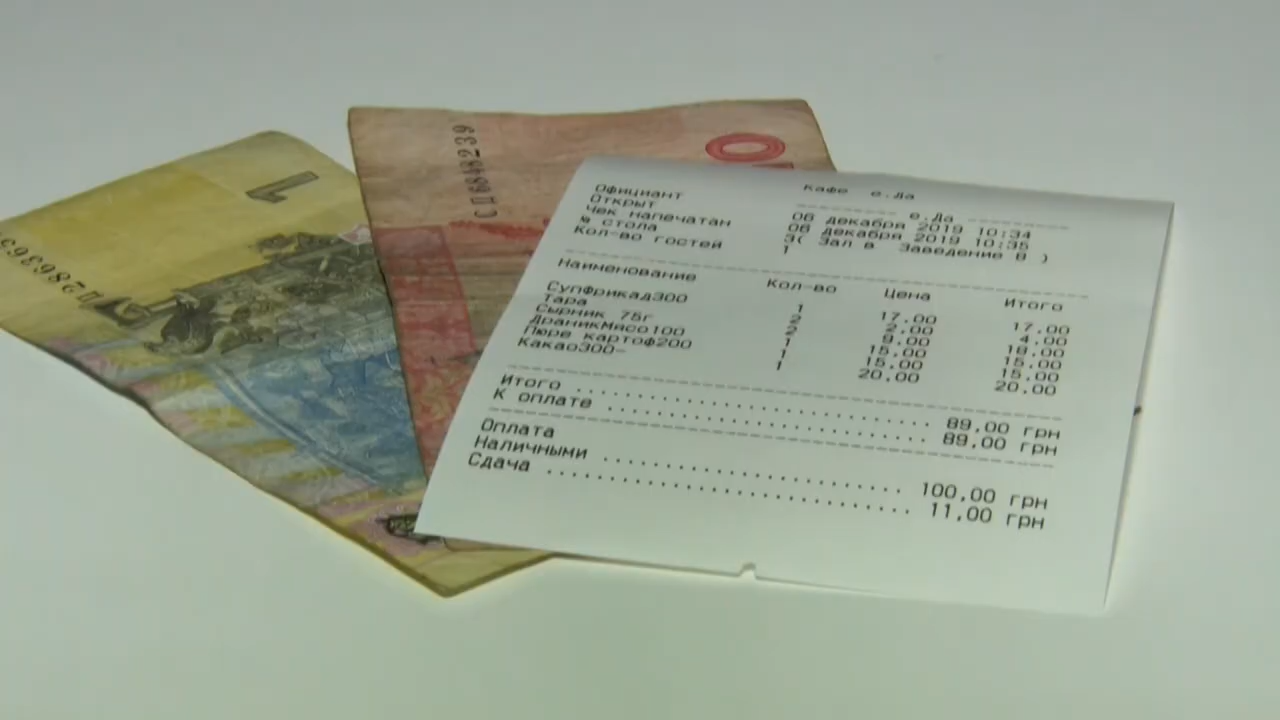 1
Д2863653
СД6848239
Кафе е.Да
Официант е.Да
Открыт 06 декабря 2019 10:34
Чек напечатан 06 декабря 2019 10:35
№ стола 3( Зал в Заведение В )
Кол-во гостей 1
Наименование Кол-во Цена Итого
Супфрикад300 1 17.00 17.00
Тара 2 2.00 4.00
Сырник 75г 2 9.00 18.00
ДраникМясо100 1 15.00 15.00
Пюре картоф200 1 15.00 15.00
Какао300- 1 20.00 20.00
Итого .............................. 89,00 грн
К оплате .............................. 89,00 грн
Оплата
Наличными .............................. 100,00 грн
Сдача .............................. 11,00 грн